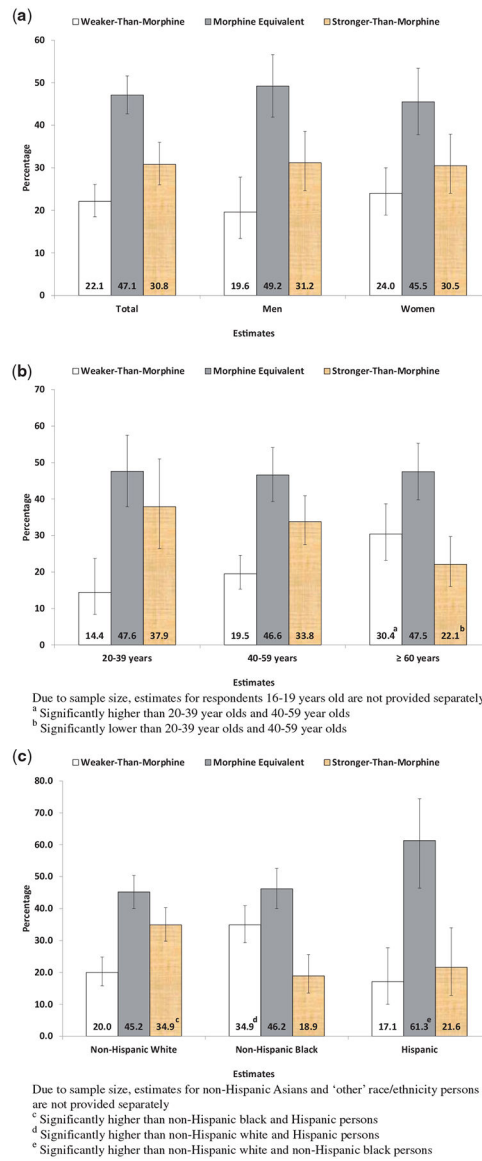 (a)
Weaker-Than-Morphine Morphine Equivalent Stronger-Than-Morphine
60
50
40
30
20
10
0
Percentage
22.1 47.1 30.8 19.6 49.2 31.2 24.0 45.5 30.5
Total Men Women
Estimates
(b)
Weaker-Than-Morphine Morphine Equivalent Stronger-Than-Morphine
70
60
50
40
30
20
10
0
Percentage
14.4 47.6 37.9 19.5 46.6 33.8 30.4 a 47.5 22.1 b
20-39 years 40-59 years ≥ 60 years
Estimates
Due to sample size, estimates for respondents 16-19 years old are not provided separately
a Significantly higher than 20-39 year olds and 40-59 year olds
b Significantly lower than 20-39 year olds and 40-59 year olds
(c)
Weaker-Than-Morphine Morphine Equivalent Stronger-Than-Morphine
80.0
70.0
60.0
50.0
40.0
30.0
20.0
10.0
0.0
Percentage
20.0 45.2 34.9 c 34.9 d 46.2 18.9 17.1 61.3 e 21.6
Non-Hispanic White Non-Hispanic Black Hispanic
Estimates
Due to sample size, estimates for non-Hispanic Asians and 'other' race/ethnicity persons
are not provided separately
c Significantly higher than non-Hispanic black and Hispanic persons
d Significantly higher than non-Hispanic white and Hispanic persons
e Significantly higher than non-Hispanic white and non-Hispanic black persons